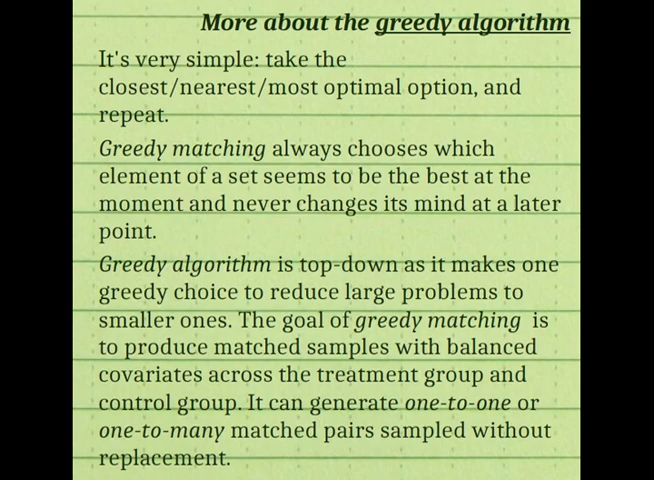 More about the greedy algorithm
It's very simple: take the
closest/nearest/most optimal option, and
repeat.
Greedy matching always chooses which
element of a set seems to be the best at the
moment and never changes its mind at a later
point.
Greedy algorithm is top-down as it makes one
greedy choice to reduce large problems to
smaller ones. The goal of greedy matching is
to produce matched samples with balanced
covariates across the treatment group and
control group. It can generate one-to-one or
one-to-many matched pairs sampled without
replacement.